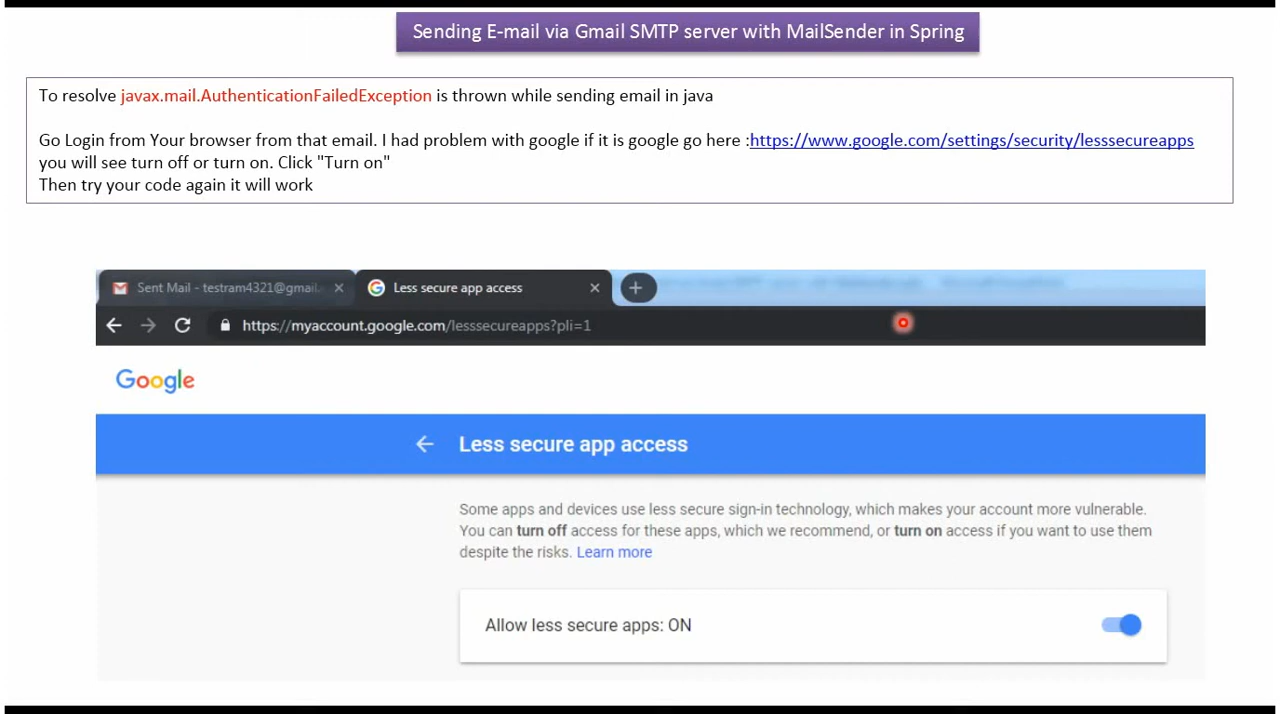 Sending E-mail via Gmail SMTP server with MailSender in Spring
To resolve javax.mail.AuthenticationFailedException is thrown while sending email in java
Go Login from Your browser from that email. I had problem with google if it is google go here :https://www.google.com/settings/security/lesssecureapps
you will see turn off or turn on. Click "Turn on"
Then try your code again it will work
Sent Mail - testram4321@gmail.
Less secure app access
https://myaccount.google.com/lesssecureapps?pli=1
Google
Less secure app access
Some apps and devices use less secure sign-in technology, which makes your account more vulnerable.
You can turn off access for these apps, which we recommend, or turn on access if you want to use them
despite the risks. Learn more
Allow less secure apps: ON